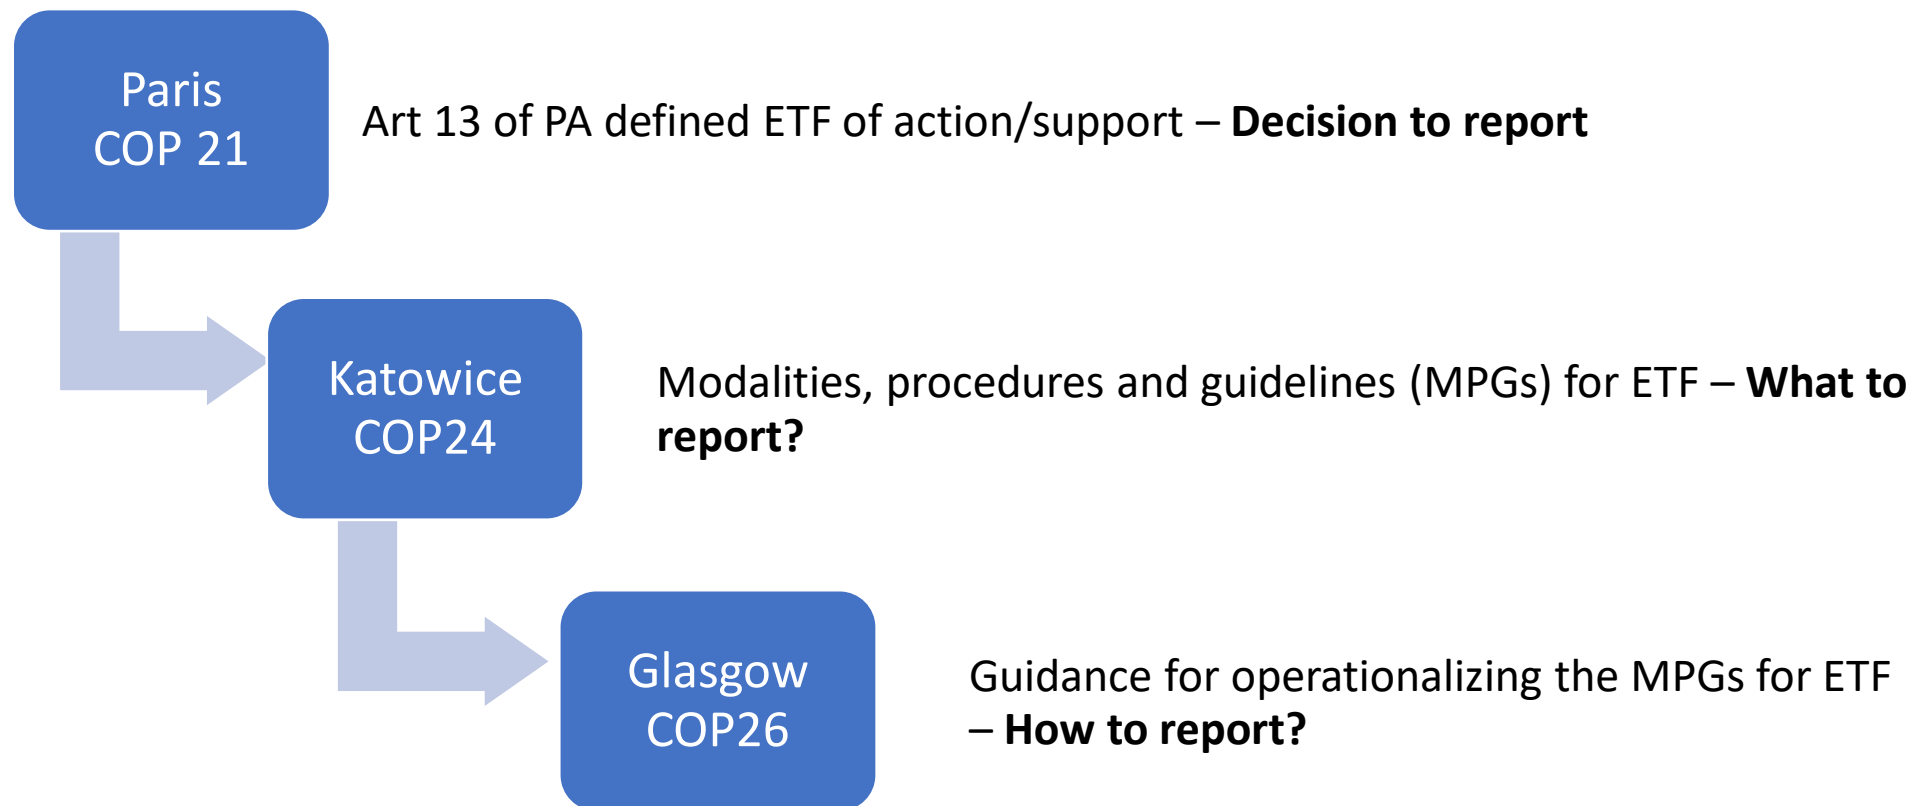 Paris
COP 21
Art 13 of PA defined ETF of action/support – Decision to report
Katowice
COP24
Modalities, procedures and guidelines (MPGs) for ETF – What to
report?
Glasgow
COP26
Guidance for operationalizing the MPGs for ETF
– How to report?